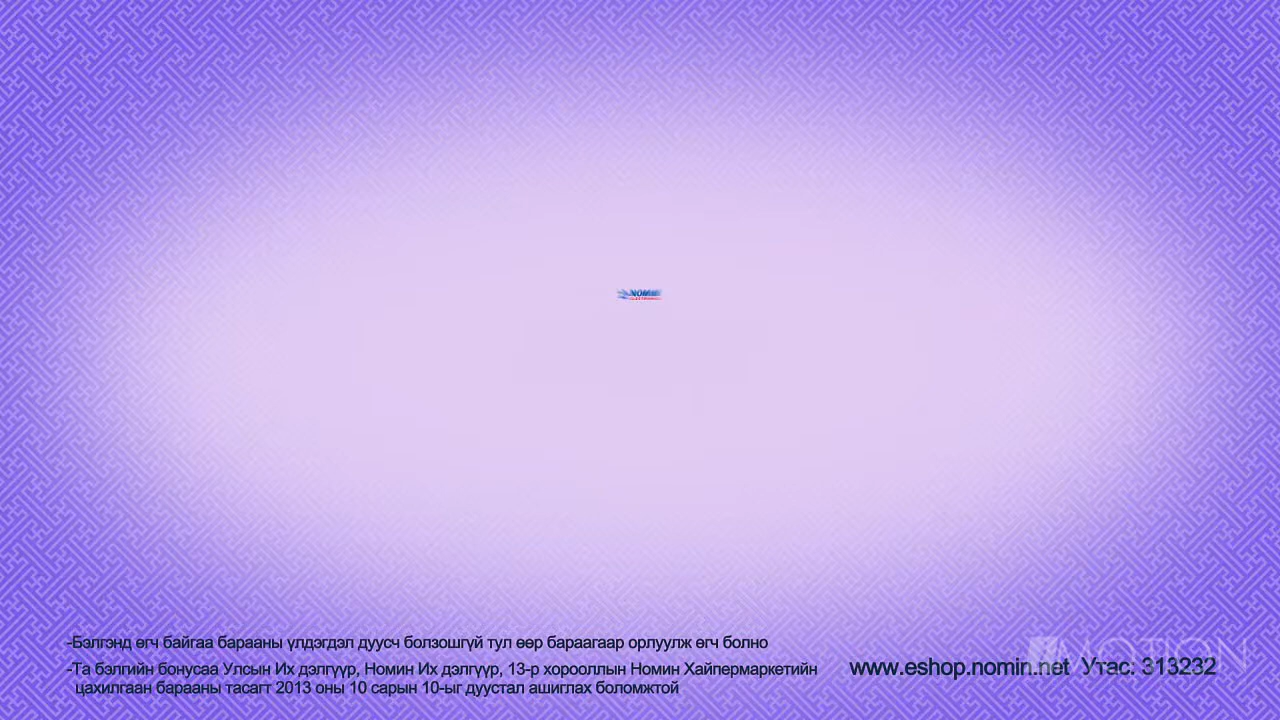 NOMIN
-Бэлгэнд өгч байгаа барааны үлдэгдэл дуусч болзошгүй тул өөр бараагаар орлуулж өгч болно
-Та бэлгийн бонусаа Улсын Их дэлгүүр, Номин Их дэлгүүр, 13-р хорооллын Номин Хайпермаркетийн
цахилгаан барааны тасагт 2013 оны 10 сарын 10-ыг дуустал ашиглах боломжтой
www.eshop.nomin.net Утас: 313232
MOTION